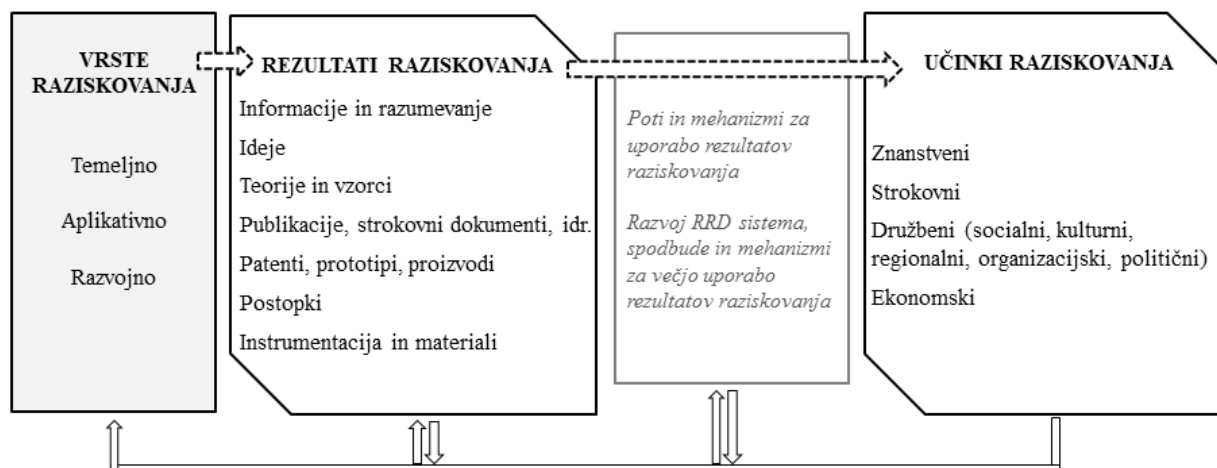 VRSTE
RAZISKOVANJA
Temeljno
Aplikativno
Razvojno
REZULTATI RAZISKOVANJA
Informacije in razumevanje
Ideje
Teorije in vzorci
Publikacije, strokovni dokumenti, idr.
Patenti, prototipi, proizvodi
Postopki
Instrumentacija in materiali
Poti in mehanizmi za
uporabo rezultatov
raziskovanja
Razvoj RRD sistema,
spodbude in mehanizmi
za večjo uporabo
rezultatov raziskovanja
UČINKI RAZISKOVANJA
Znanstveni
Strokovni
Družbeni (socialni, kulturni,
regionalni, organizacijski, politični)
Ekonomski